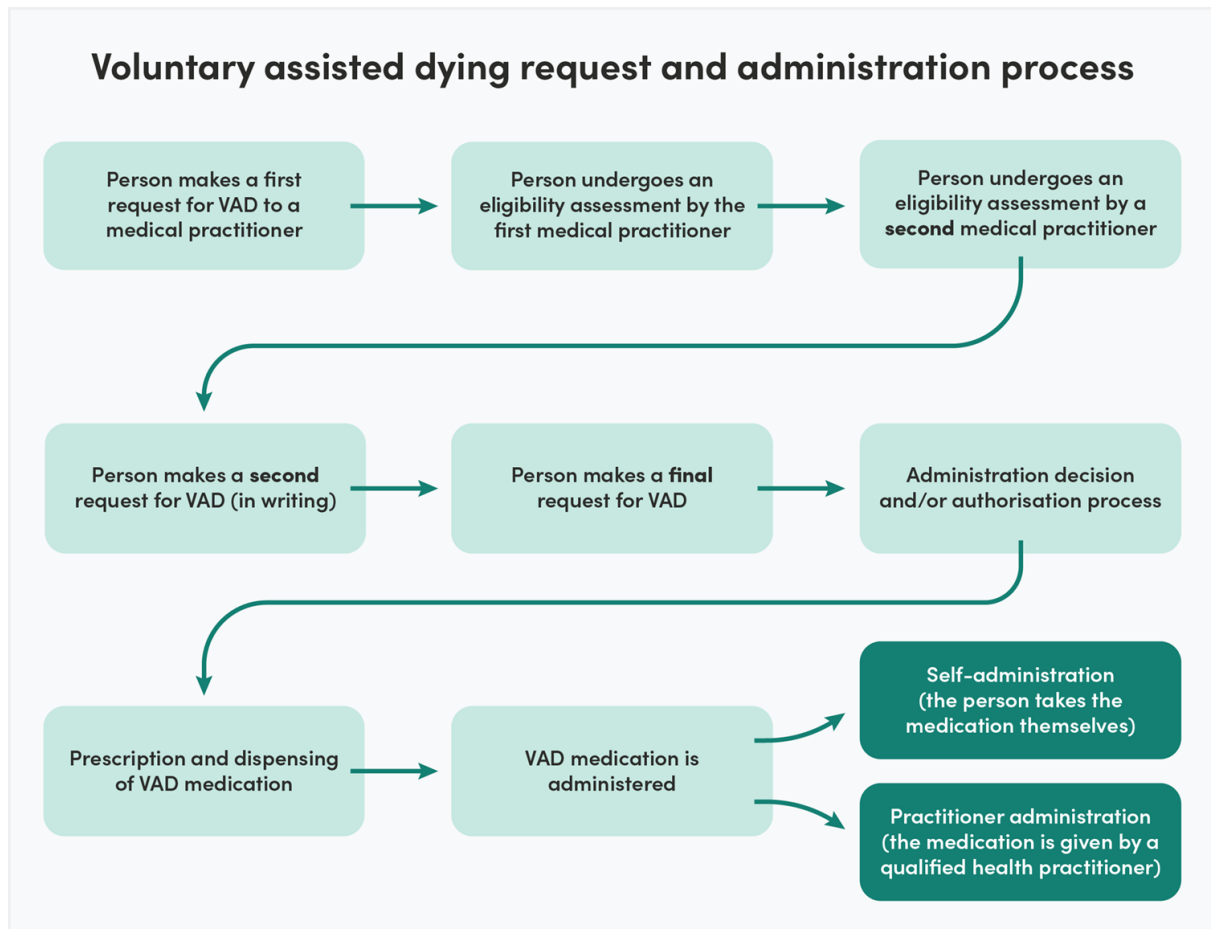 Voluntary assisted dying request and administration process
Person makes a first
request for VAD to a
medical practitioner
Person undergoes an
eligibility assessment by the
first medical practitioner
Person undergoes an
eligibility assessment by a
second medical practitioner
Person makes a second
request for VAD (in writing)
Person makes a final
request for VAD
Administration decision
and/or authorisation process
Prescription and dispensing
of VAD medication
VAD medication is
administered
Self-administration
(the person takes the
medication themselves)
Practitioner administration
(the medication is given by a
qualified health practitioner)